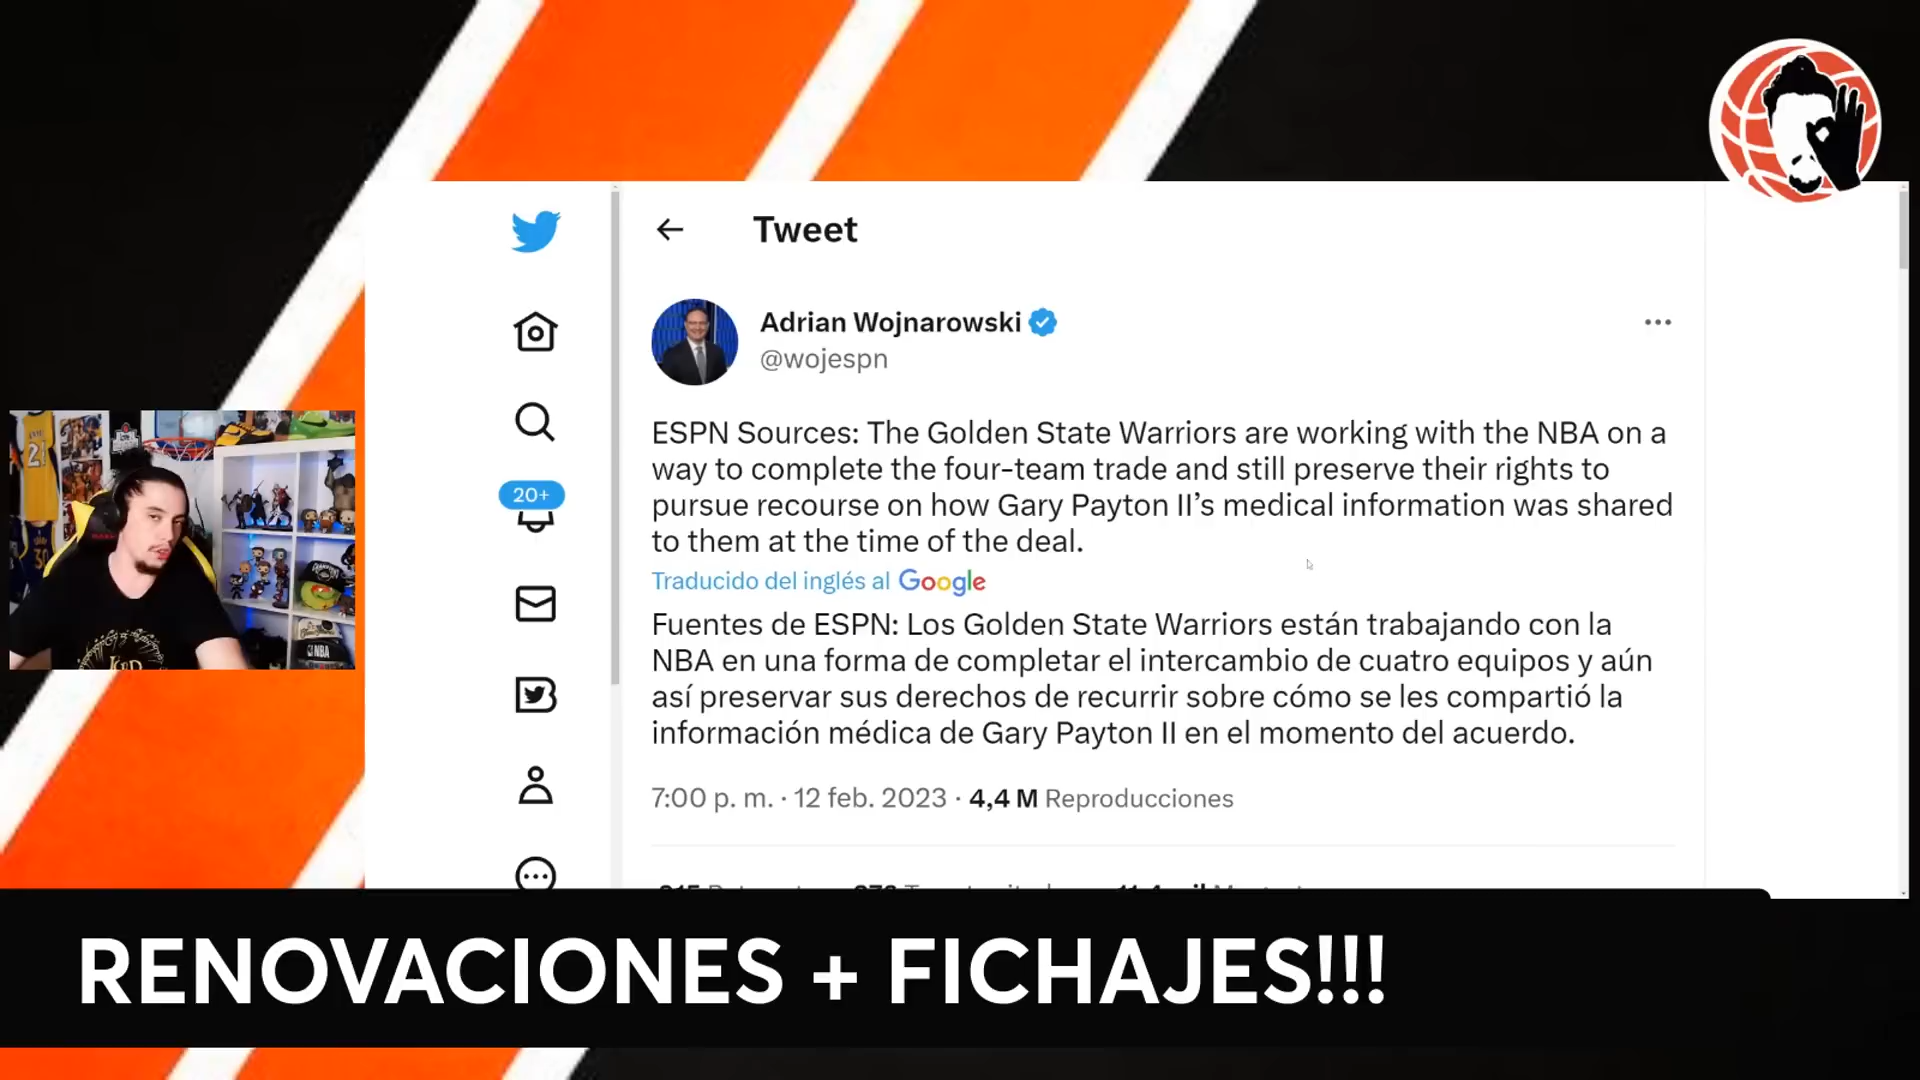 Tweet
Adrian Wojnarowski
@wojespn
ESPN Sources: The Golden State Warriors are working with the NBA on a
way to complete the four-team trade and still preserve their rights to
pursue recourse on how Gary Payton II’s medical information was shared
to them at the time of the deal.
Traducido del inglés al Google
Fuentes de ESPN: Los Golden State Warriors están trabajando con la
NBA en una forma de completar el intercambio de cuatro equipos y aún
así preservar sus derechos de recurrir sobre cómo se les compartió la
información médica de Gary Payton II en el momento del acuerdo.
7:00 p. m. · 12 feb. 2023 · 4,4 M Reproducciones
20+
NBA
RENOVACIONES + FICHAJES!!!